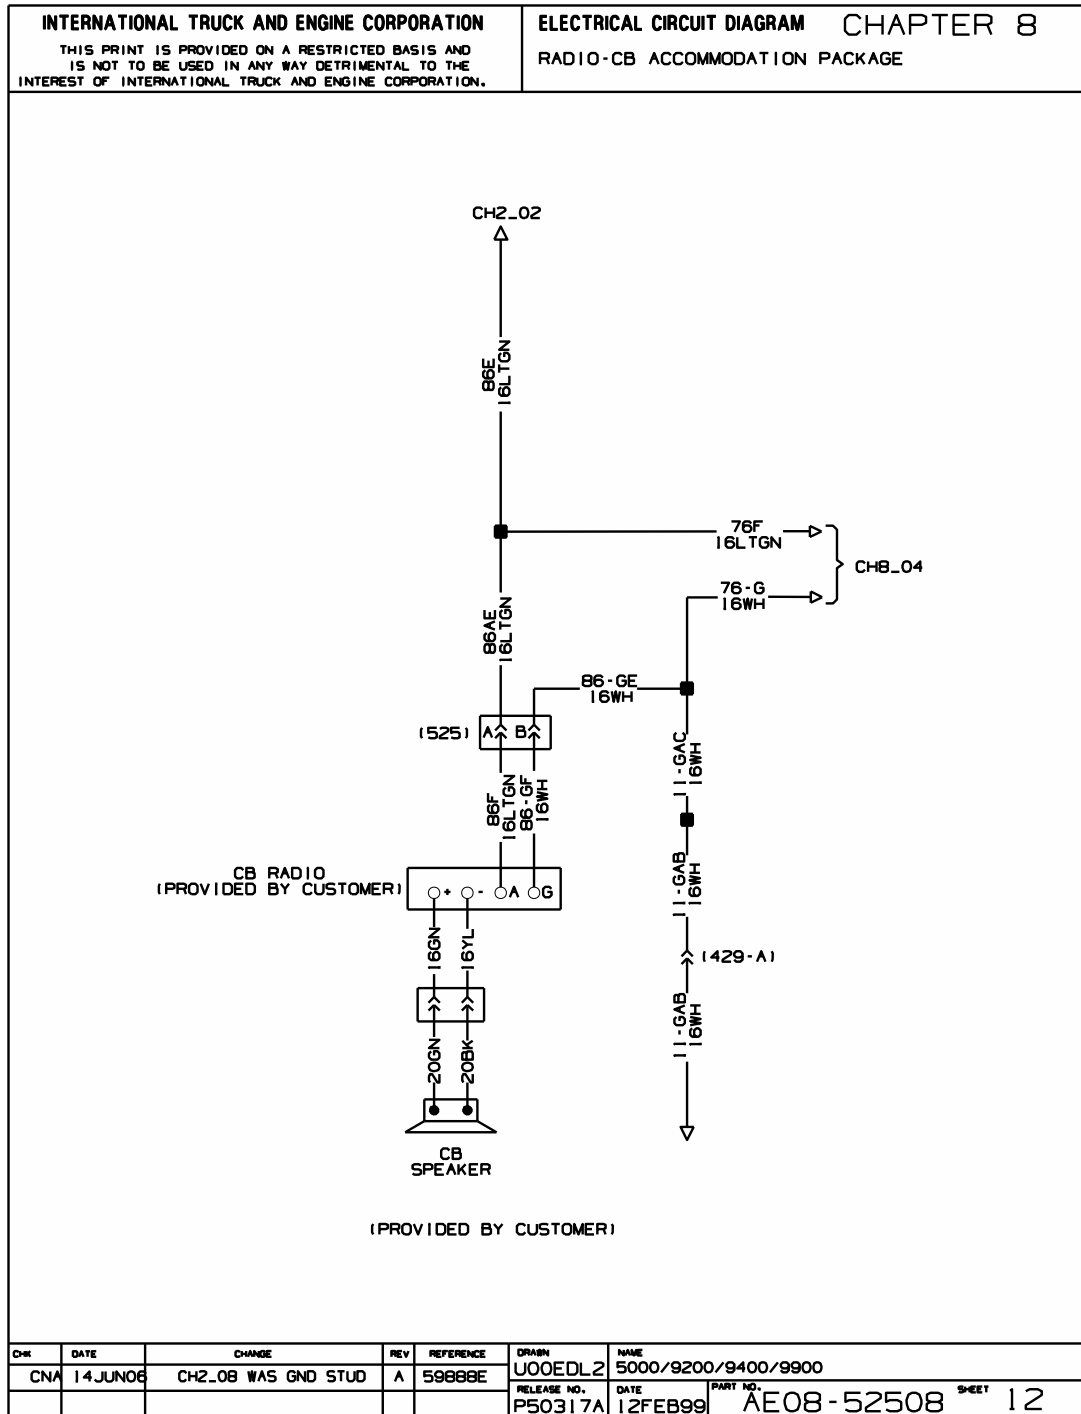 INTERNATIONAL TRUCK AND ENGINE CORPORATION
THIS PRINT IS PROVIDED ON A RESTRICTED BASIS AND
IS NOT TO BE USED IN ANY WAY DETRIMENTAL TO THE
INTEREST OF INTERNATIONAL TRUCK AND ENGINE CORPORATION.
ELECTRICAL CIRCUIT DIAGRAM CHAPTER 8
RADIO-CB ACCOMMODATION PACKAGE
CH2_02
86E
16LTGN
76F
16LTGN
CH8_04
76-G
16WH
86AE
16LTGN
86-GE
16WH
(525)
A
B
11-GAC
16WH
86F
16LTGN
86-GF
16WH
CB RADIO
(PROVIDED BY CUSTOMER)
+
-
A
G
11-GAB
16WH
16GN
16YL
(429-A)
11-GAB
16WH
20GN
20BK
CB
SPEAKER
(PROVIDED BY CUSTOMER)
CHK DATE CHANGE REV REFERENCE
CNA 14JUN06 CH2_08 WAS GND STUD A 59888E
DRAWN
U00EDL2
NAME
5000/9200/9400/9900
RELEASE NO.
P50317A
DATE
12FEB99
PART NO.
AE08-52508
SHEET
12